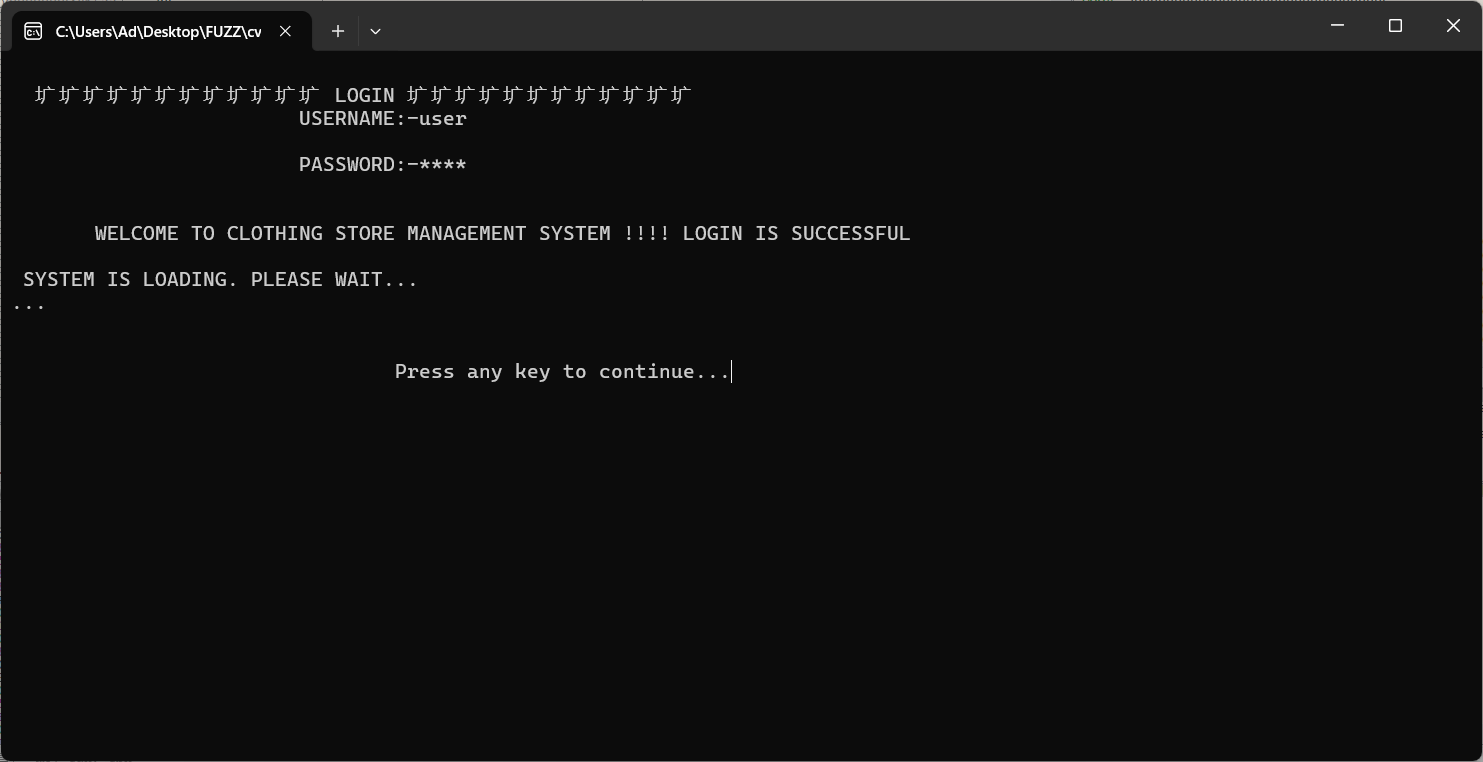 C:\Users\Ad\Desktop\FUZZ\cv
圹圹圹圹圹圹圹圹圹圹圹圹 LOGIN 圹圹圹圹圹圹圹圹圹圹圹圹
USERNAME:-user
PASSWORD:-****
WELCOME TO CLOTHING STORE MANAGEMENT SYSTEM !!!! LOGIN IS SUCCESSFUL
SYSTEM IS LOADING. PLEASE WAIT...
...
Press any key to continue...